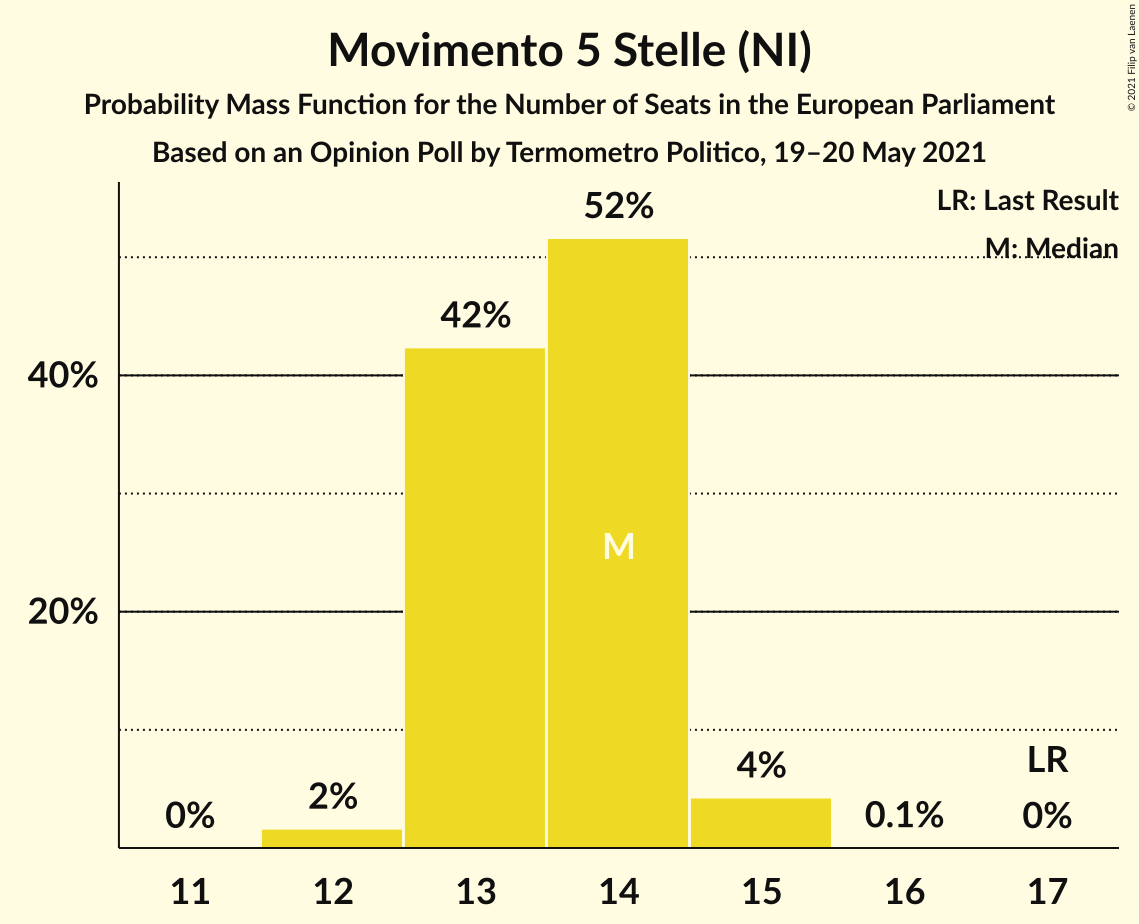 Movimento 5 Stelle (NI)
Probability Mass Function for the Number of Seats in the European Parliament
Based on an Opinion Poll by Termometro Politico, 19–20 May 2021
© 2021 Filip van Laenen
LR: Last Result
M: Median
52%
42%
40%
M
20%
4%
LR
2%
0%
0.1%
0%
11 12 13 14 15 16 17